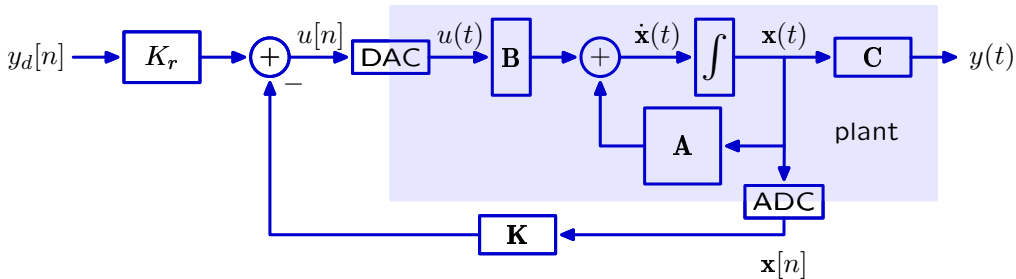 y_d[n] K_r + − u[n] DAC u(t) B + ẋ(t) ∫ x(t) C y(t)
A
plant
ADC
K
x[n]